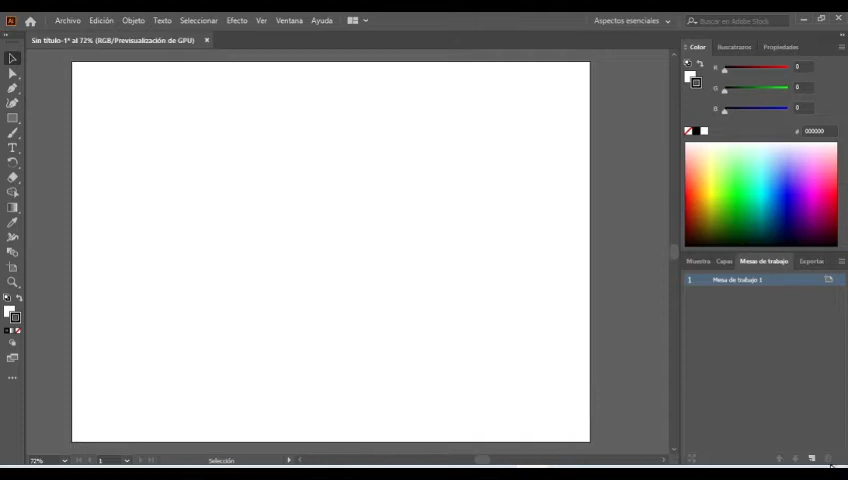 Ai Archivo Edición Objeto Texto Seleccionar Efecto Ver Ventana Ayuda Aspectos esenciales Buscar en Adobe Stock
Sin título-1* al 72% (RGB/Previsualización de GPU) ×
Color Propiedades
R 0
G 0
B 0
# 000000
Muestra Capas Mesas de trabajo Exportar
1 Mesa de trabajo 1
72% 1 Selección